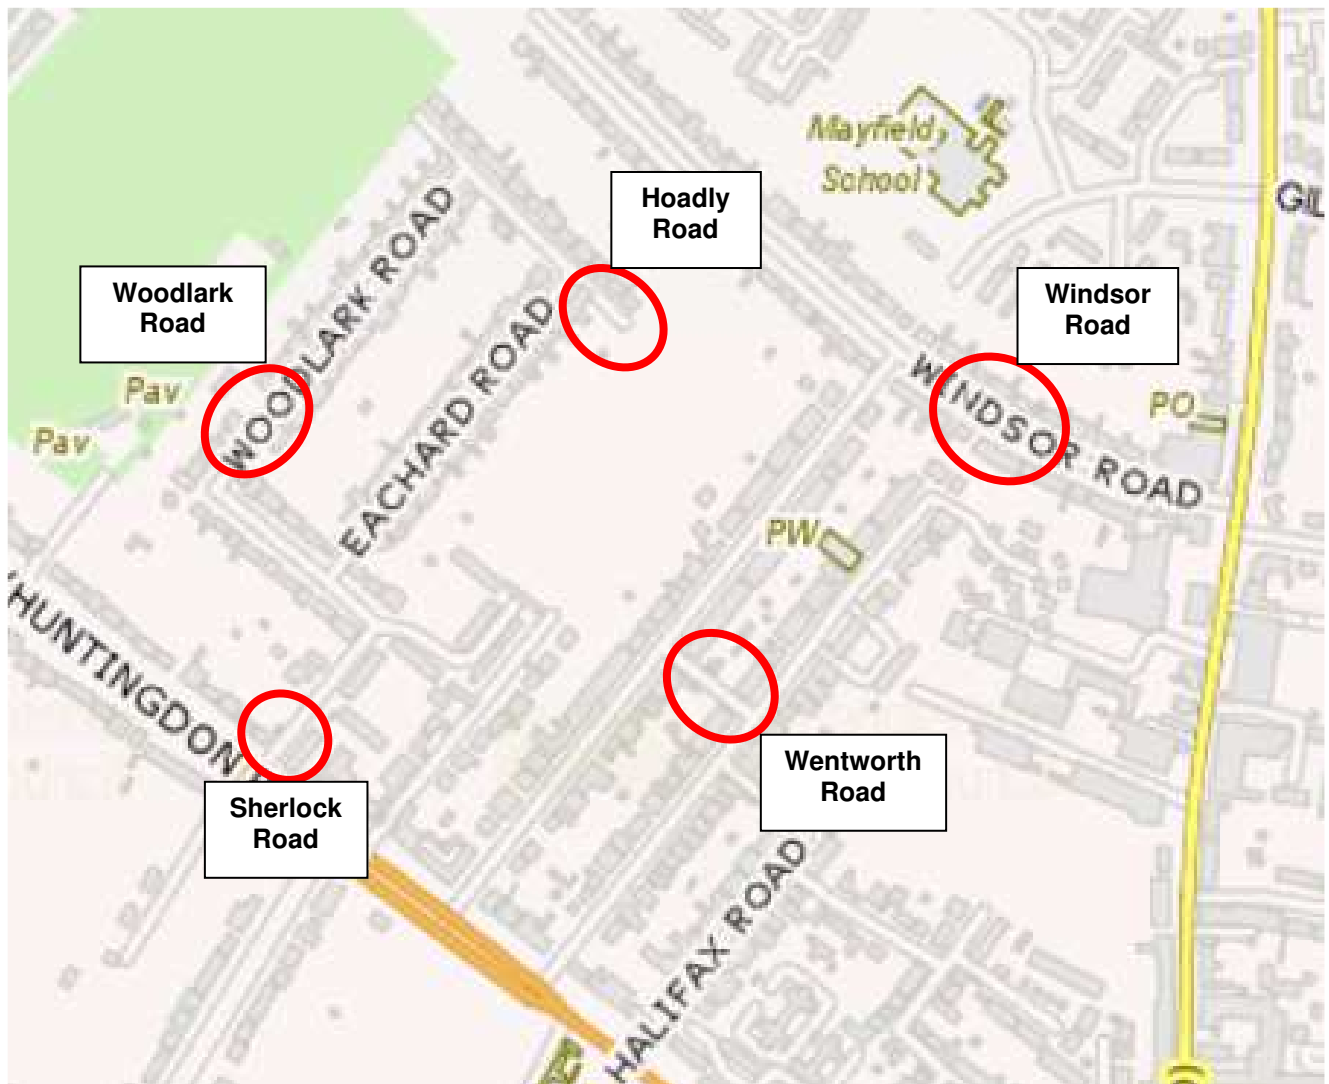 Mayfield
School
GIL
Hoadly
Road
WOODLARK ROAD
Woodlark
Road
Windsor
Road
EACHARD ROAD
WINDSOR ROAD
Pav
Pav
PO
PW
HUNTINGDON
Wentworth
Road
Sherlock
Road
HALIFAX ROAD